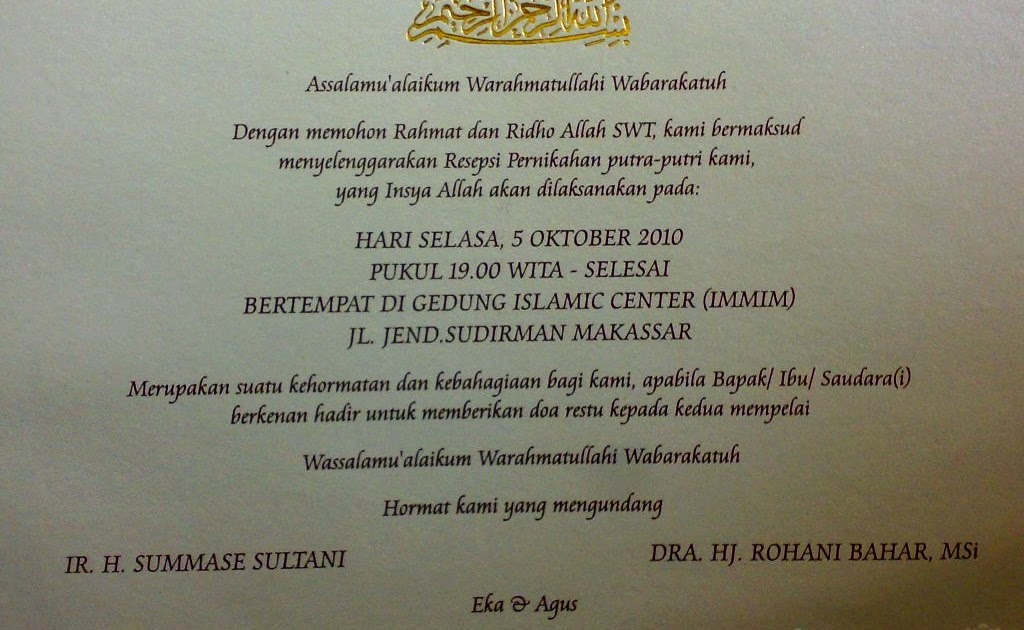 بسم الله الرحمن الرحيم
Assalamu'alaikum Warahmatullahi Wabarakatuh
Dengan memohon Rahmat dan Ridho Allah SWT, kami bermaksud
menyelenggarakan Resepsi Pernikahan putra-putri kami,
yang Insya Allah akan dilaksanakan pada:
HARI SELASA, 5 OKTOBER 2010
PUKUL 19.00 WITA - SELESAI
BERTEMPAT DI GEDUNG ISLAMIC CENTER (IMMIM)
JL. JEND.SUDIRMAN MAKASSAR
Merupakan suatu kehormatan dan kebahagiaan bagi kami, apabila Bapak/ Ibu/ Saudara(i)
berkenan hadir untuk memberikan doa restu kepada kedua mempelai
Wassalamu'alaikum Warahmatullahi Wabarakatuh
Hormat kami yang mengundang
IR. H. SUMMASE SULTANI DRA. HJ. ROHANI BAHAR, MSi
Eka & Agus